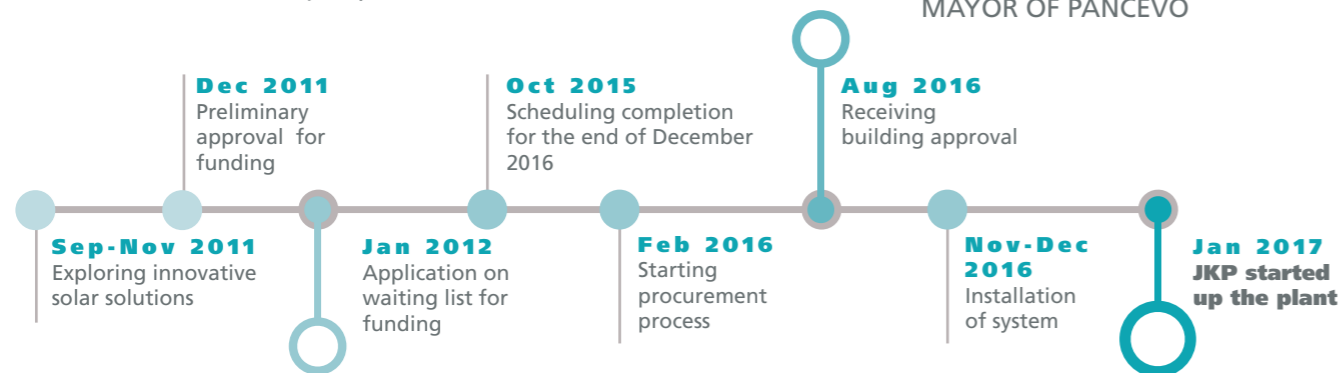 MAYOR OF PANCEVO
Dec 2011
Preliminary
approval for
funding
Oct 2015
Scheduling completion
for the end of December
2016
Aug 2016
Receiving
building approval
Sep-Nov 2011
Exploring innovative
solar solutions
Jan 2012
Application on
waiting list for
funding
Feb 2016
Starting
procurement
process
Nov-Dec
2016
Installation
of system
Jan 2017
JKP started
up the plant